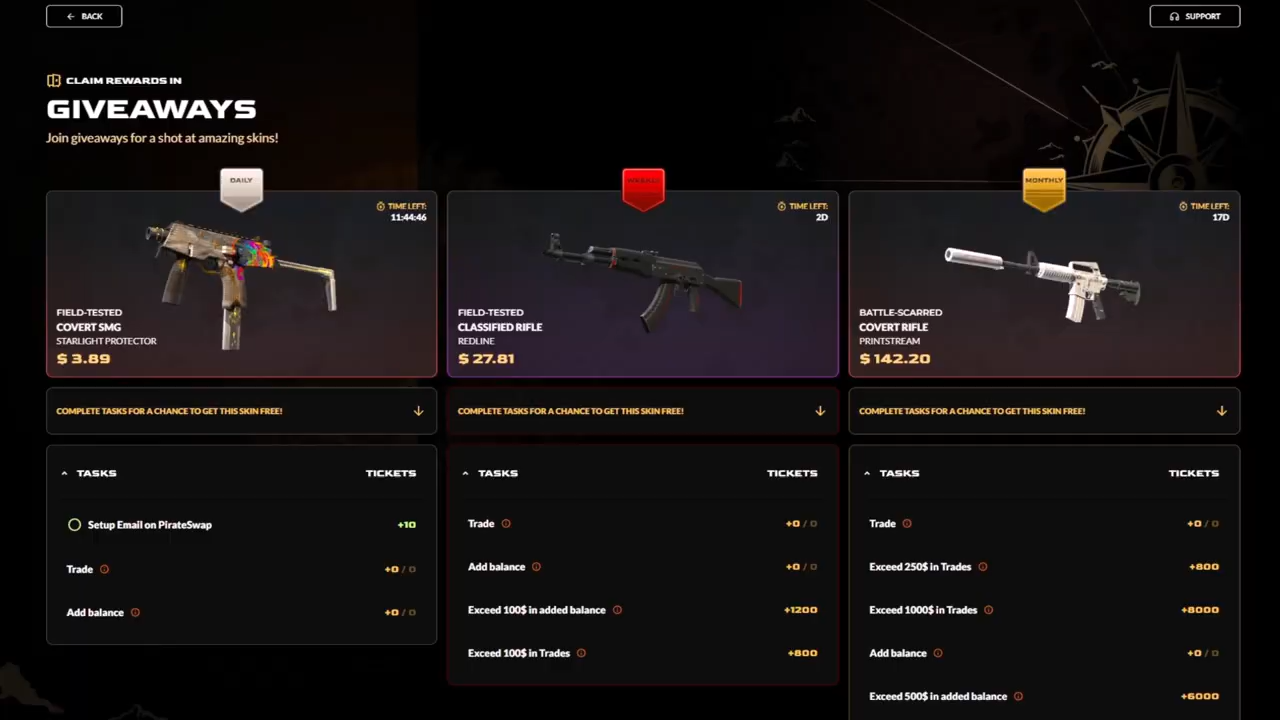 BACK
SUPPORT
CLAIM REWARDS IN
GIVEAWAYS
Join giveaways for a shot at amazing skins!
DAILY
TIME LEFT:
11:44:46
FIELD-TESTED
COVERT SMG
STARLIGHT PROTECTOR
$ 3.89
COMPLETE TASKS FOR A CHANCE TO GET THIS SKIN FREE!
TASKS TICKETS
Setup Email on PirateSwap +10
Trade +0 / 0
Add balance +0 / 0
WEEKLY
TIME LEFT:
2D
FIELD-TESTED
CLASSIFIED RIFLE
REDLINE
$ 27.81
COMPLETE TASKS FOR A CHANCE TO GET THIS SKIN FREE!
TASKS TICKETS
Trade +0 / 0
Add balance +0 / 0
Exceed 100$ in added balance +1200
Exceed 100$ in Trades +800
MONTHLY
TIME LEFT:
17D
BATTLE-SCARRED
COVERT RIFLE
PRINTSTREAM
$ 142.20
COMPLETE TASKS FOR A CHANCE TO GET THIS SKIN FREE!
TASKS TICKETS
Trade +0 / 0
Exceed 250$ in Trades +800
Exceed 1000$ in Trades +8000
Add balance +0 / 0
Exceed 500$ in added balance +6000